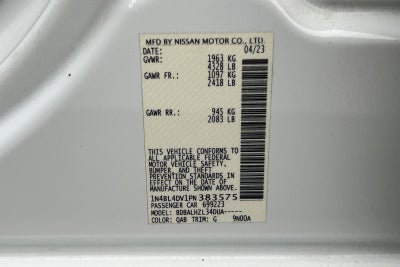 MFD BY NISSAN MOTOR CO., LTD.
DATE: 04/23
GVWR: 1963 KG
4328 LB
GAWR FR.: 1097 KG
2418 LB
GAWR RR.: 945 KG
2083 LB
THIS VEHICLE CONFORMS TO
ALL APPLICABLE FEDERAL
MOTOR VEHICLE SAFETY,
BUMPER, AND THEFT
PREVENTION STANDARDS IN
EFFECT ON THE DATE OF
MANUFACTURE SHOWN ABOVE.
1N4BL4DV1PN383575
PASSENGER CAR 699223
MODEL: BDBALHZL34DUA-----
COLOR: QAB TRIM: G 9N00A